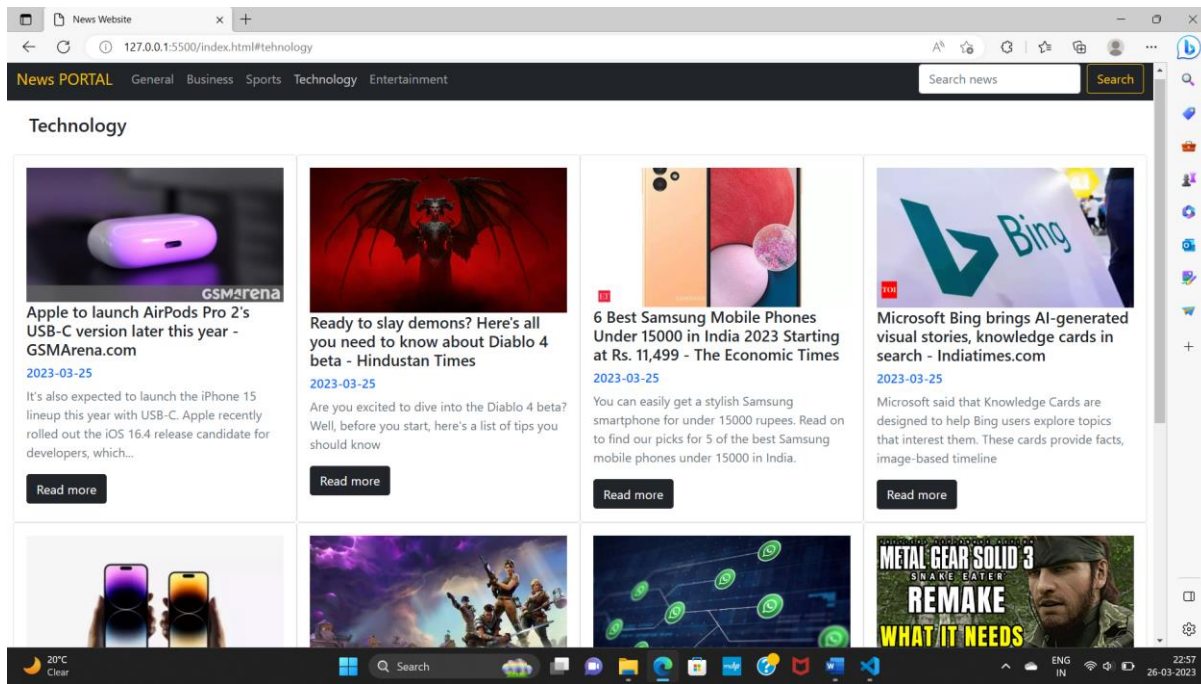 News Website
127.0.0.1:5500/index.html#tehnology
News PORTAL General Business Sports Technology Entertainment
Search news
Search
Technology
GSMArena
Apple to launch AirPods Pro 2's
USB-C version later this year -
GSMArena.com
2023-03-25
It's also expected to launch the iPhone 15
lineup this year with USB-C. Apple recently
rolled out the iOS 16.4 release candidate for
developers, which...
Read more
Ready to slay demons? Here's all
you need to know about Diablo 4
beta - Hindustan Times
2023-03-25
Are you excited to dive into the Diablo 4 beta?
Well, before you start, here's a list of tips you
should know
Read more
ET
6 Best Samsung Mobile Phones
Under 15000 in India 2023 Starting
at Rs. 11,499 - The Economic Times
2023-03-25
You can easily get a stylish Samsung
smartphone for under 15000 rupees. Read on
to find our picks for 5 of the best Samsung
mobile phones under 15000 in India.
Read more
Bing
TOI
Microsoft Bing brings AI-generated
visual stories, knowledge cards in
search - Indiatimes.com
2023-03-25
Microsoft said that Knowledge Cards are
designed to help Bing users explore topics
that interest them. These cards provide facts,
image-based timeline
Read more
METAL GEAR SOLID 3
SNAKE EATER
REMAKE
WHAT IT NEEDS
20°C
Clear
Search
ENG
IN
22:57
26-03-2023